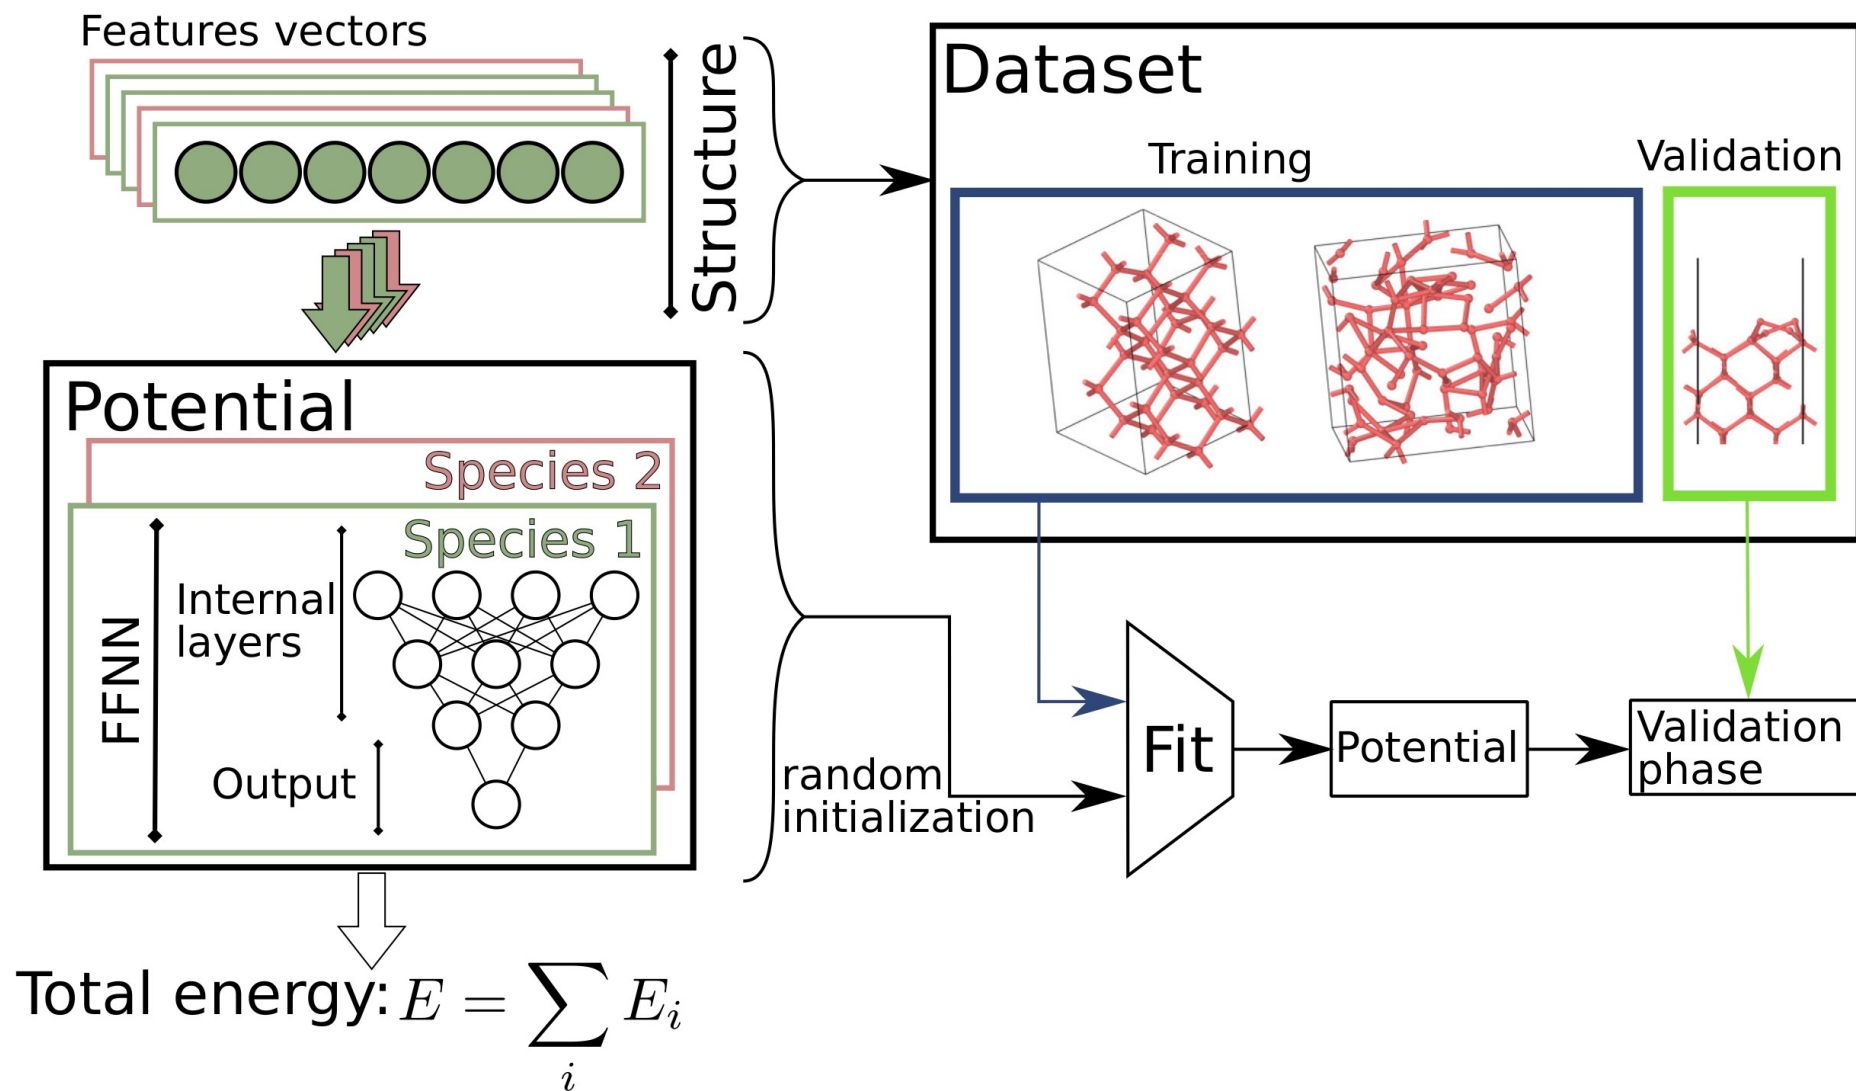 Features vectors
Structure
Dataset
Training
Validation
Potential
Species 2
Species 1
FFNN
Internal
layers
Output
random
initialization
Fit
Potential
Validation
phase
Total energy: E = ∑_i E_i